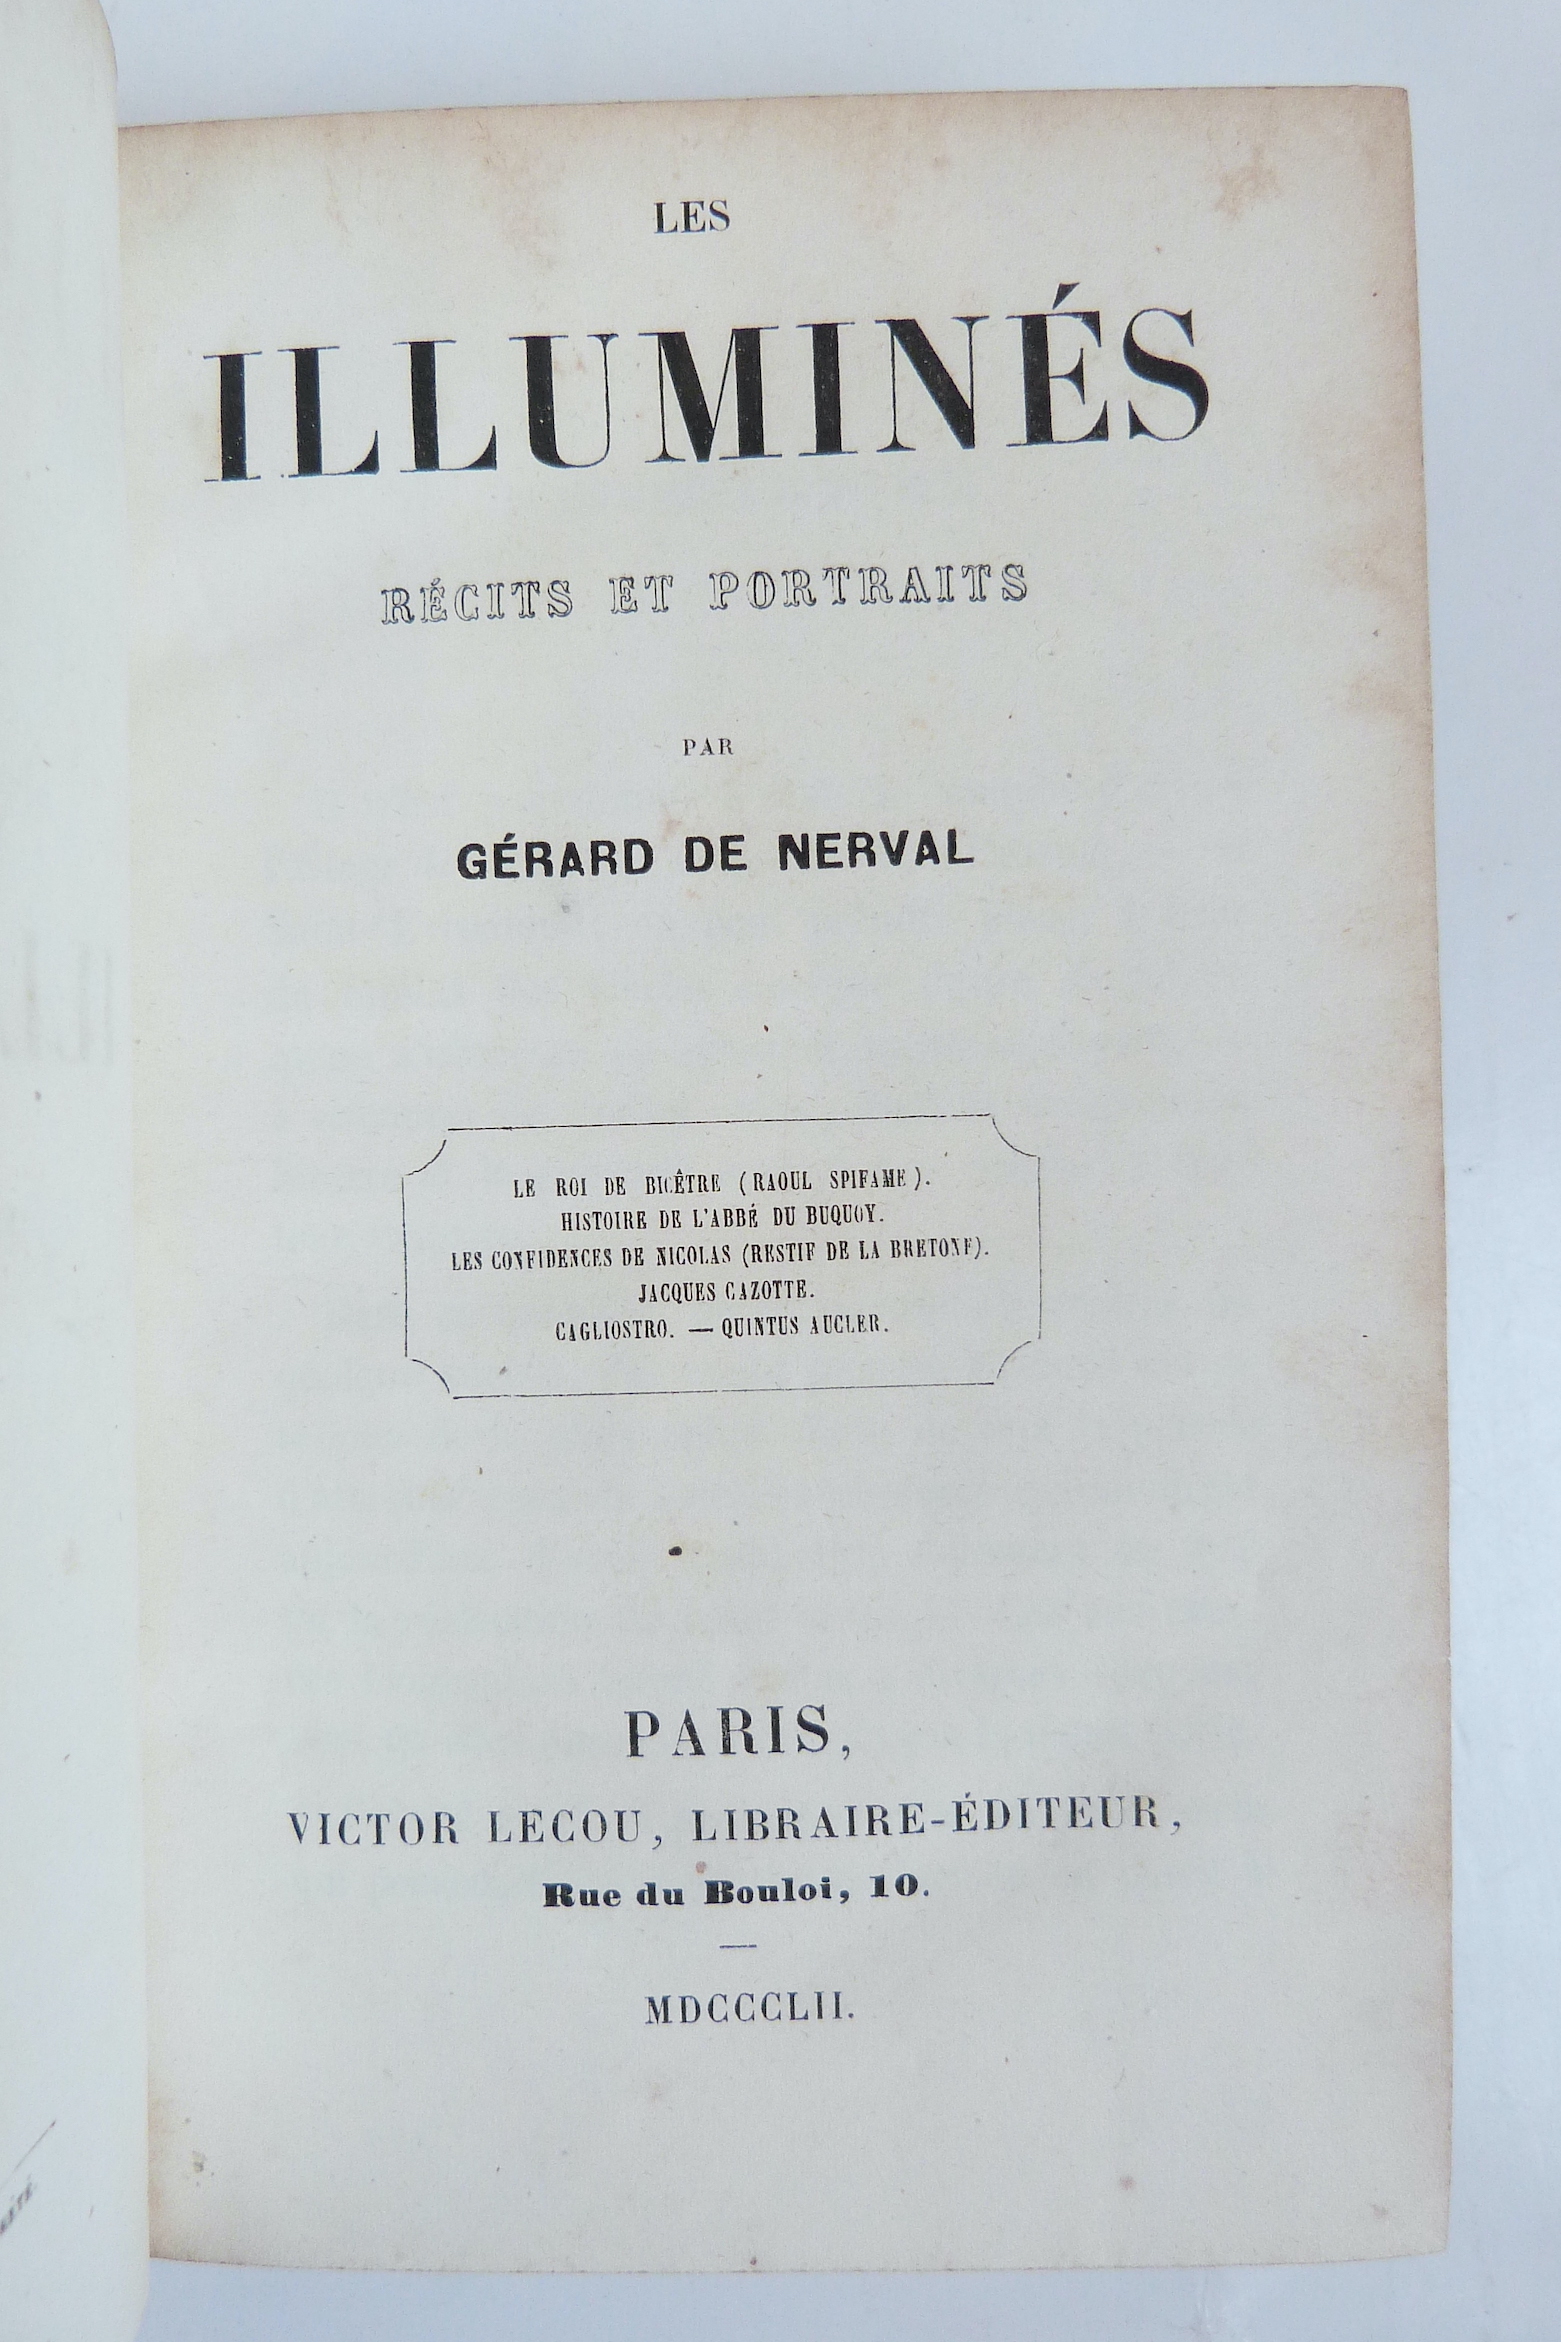 LES
ILLUMINÉS
RÉCITS ET PORTRAITS
PAR
GÉRARD DE NERVAL
LE ROI DE BICÊTRE (RAOUL SPIFAME).
HISTOIRE DE L'ABBÉ DU BUQUOY.
LES CONFIDENCES DE NICOLAS (RESTIF DE LA BRETONE).
JACQUES CAZOTTE.
CAGLIOSTRO. — QUINTUS AUCLER.
PARIS,
VICTOR LECOU, LIBRAIRE-ÉDITEUR,
Rue du Bouloi, 10.
MDCCCLII.